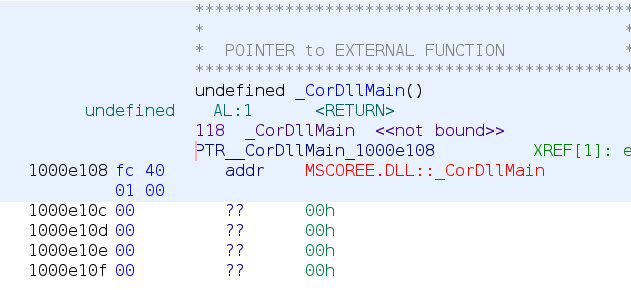 ********************************************************
* *
* POINTER to EXTERNAL FUNCTION *
********************************************************
undefined _CorDllMain()
undefined AL:1 <RETURN>
118 _CorDllMain <<not bound>>
PTR__CorDllMain_1000e108 XREF[1]: e
1000e108 fc 40 addr MSCOREE.DLL::_CorDllMain
01 00
1000e10c 00 ?? 00h
1000e10d 00 ?? 00h
1000e10e 00 ?? 00h
1000e10f 00 ?? 00h